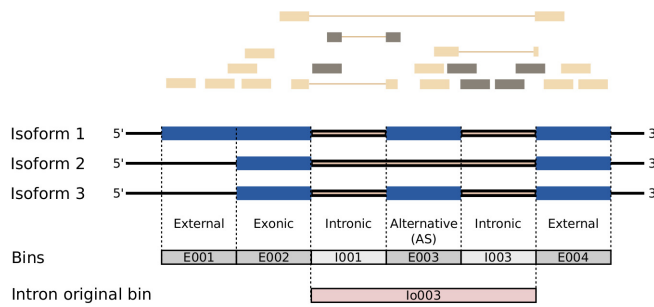 Isoform 1 5' 3'
Isoform 2 5' 3'
Isoform 3 5' 3'
External Exonic Intronic Alternative (AS) Intronic External
Bins E001 E002 I001 E003 I003 E004
Intron original bin Io003